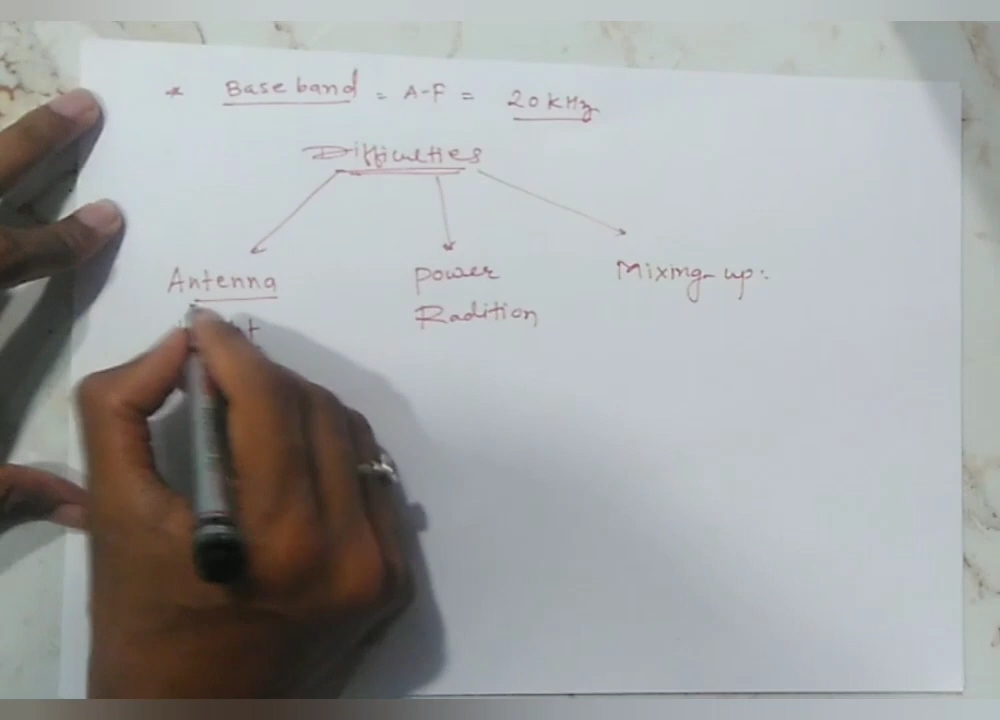 * Base band = A-F = 20 KHz
Difficulties
Antenna
Power
Radition
Mixing-up: